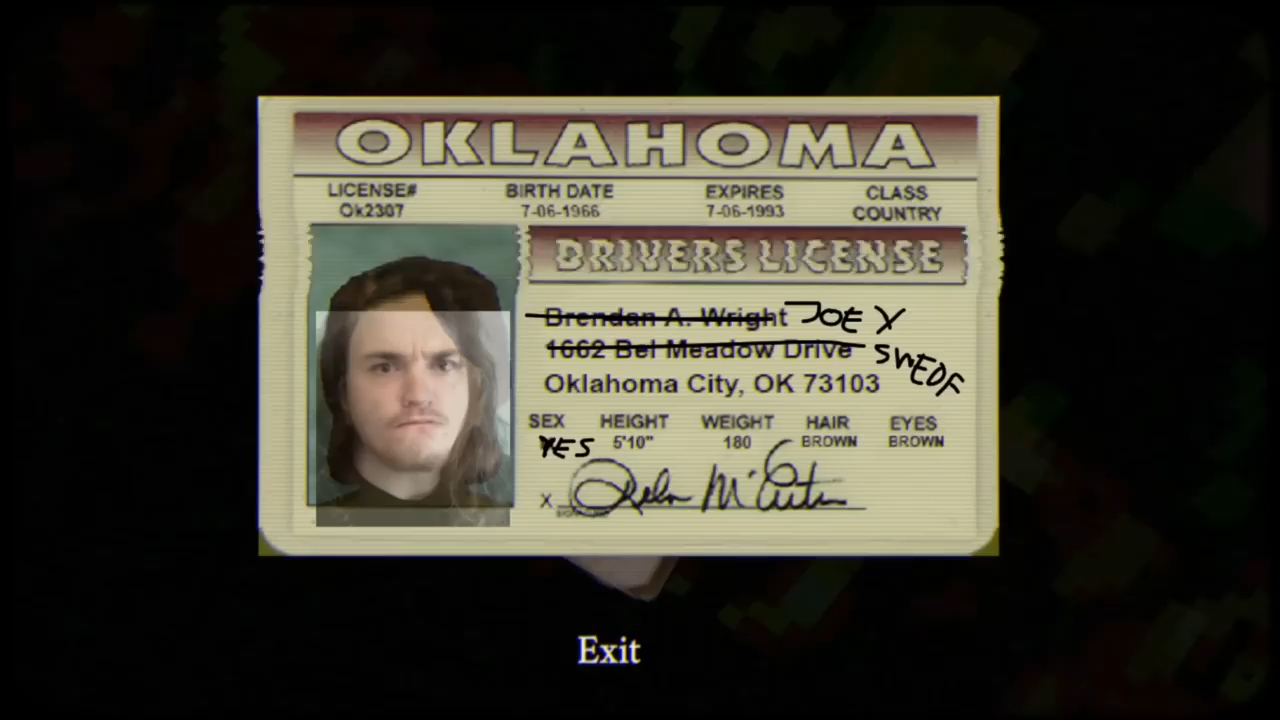 OKLAHOMA
LICENSE# BIRTH DATE EXPIRES CLASS
Ok2307 7-06-1966 7-06-1993 COUNTRY
DRIVERS LICENSE
Brendan A. Wright JOEY
1662 Bel Meadow Drive
Oklahoma City, OK 73103
SEX HEIGHT WEIGHT HAIR EYES
YES 5'10" 180 BROWN BROWN
X
Exit